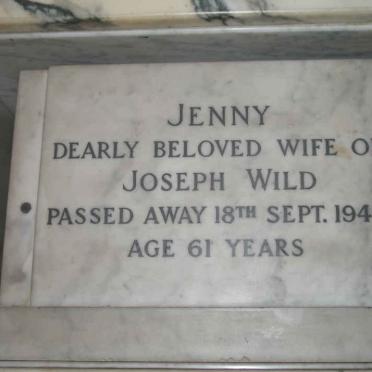 JENNY
DEARLY BELOVED WIFE O
JOSEPH WILD
PASSED AWAY 18TH SEPT. 194
AGE 61 YEARS